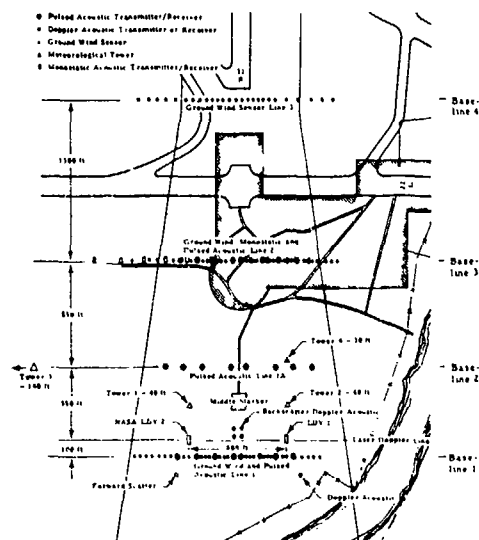 Pulsed Acoustic Transmitter/Receiver
Doppler Acoustic Transmitter or Receiver
Ground Wind Sensor
Meteorological Tower
Monostatic Acoustic Transmitter/Receiver
Ground Wind Sensor Line 3
Base-
line 4
1500 ft
Ground Wind, Monostatic and
Pulsed Acoustic Line 2
Base-
line 3
Tower 4 - 30 ft
Tower 3
- 140 ft
Pulsed Acoustic Line 1A
Base-
line 2
Tower 1 - 40 ft
Middle Marker
Tower 2 - 40 ft
Backscatter Doppler Acoustic
NASA LDV 2
LDV 1
Laser Doppler Line
Ground Wind and Pulsed
Acoustic Line 1
Base-
line 1
Forward Scatter
Doppler Acoustic